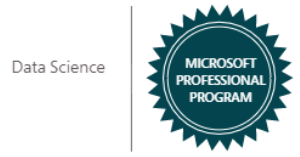 Data Science
MICROSOFT
PROFESSIONAL
PROGRAM